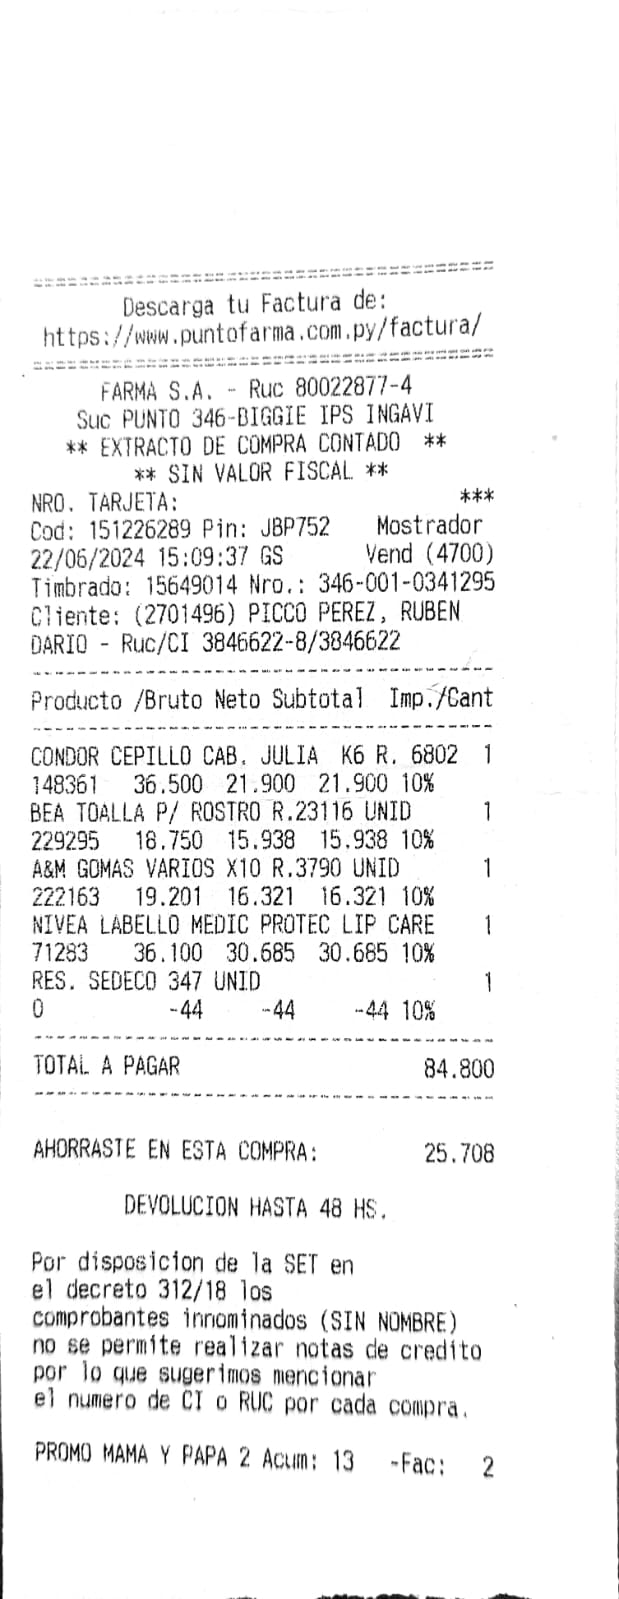 Descarga tu Factura de:
https://www.puntofarma.com.py/factura/
FARMA S.A. - Ruc 80022877-4
Suc PUNTO 346-BIGGIE IPS INGAVI
** EXTRACTO DE COMPRA CONTADO **
** SIN VALOR FISCAL **
NRO. TARJETA: ***
Cod: 151226289 Pin: JBP752 Mostrador
22/06/2024 15:09:37 GS Vend (4700)
Timbrado: 15649014 Nro.: 346-001-0341295
Cliente: (2701496) PICCO PEREZ, RUBEN
DARIO - Ruc/CI 3846622-8/3846622
Producto /Bruto Neto Subtotal Imp./Cant
CONDOR CEPILLO CAB. JULIA K6 R. 6802 1
148361 36.500 21.900 21.900 10%
BEA TOALLA P/ ROSTRO R.23116 UNID 1
229295 18.750 15.938 15.938 10%
A&M GOMAS VARIOS X10 R.3790 UNID 1
222163 19.201 16.321 16.321 10%
NIVEA LABELLO MEDIC PROTEC LIP CARE 1
71283 36.100 30.685 30.685 10%
RES. SEDECO 347 UNID 1
0 -44 -44 -44 10%
TOTAL A PAGAR 84.800
AHORRASTE EN ESTA COMPRA: 25.708
DEVOLUCION HASTA 48 HS.
Por disposicion de la SET en
el decreto 312/18 los
comprobantes innominados (SIN NOMBRE)
no se permite realizar notas de credito
por lo que sugerimos mencionar
el numero de CI o RUC por cada compra.
PROMO MAMA Y PAPA 2 Acum: 13 -Fac: 2